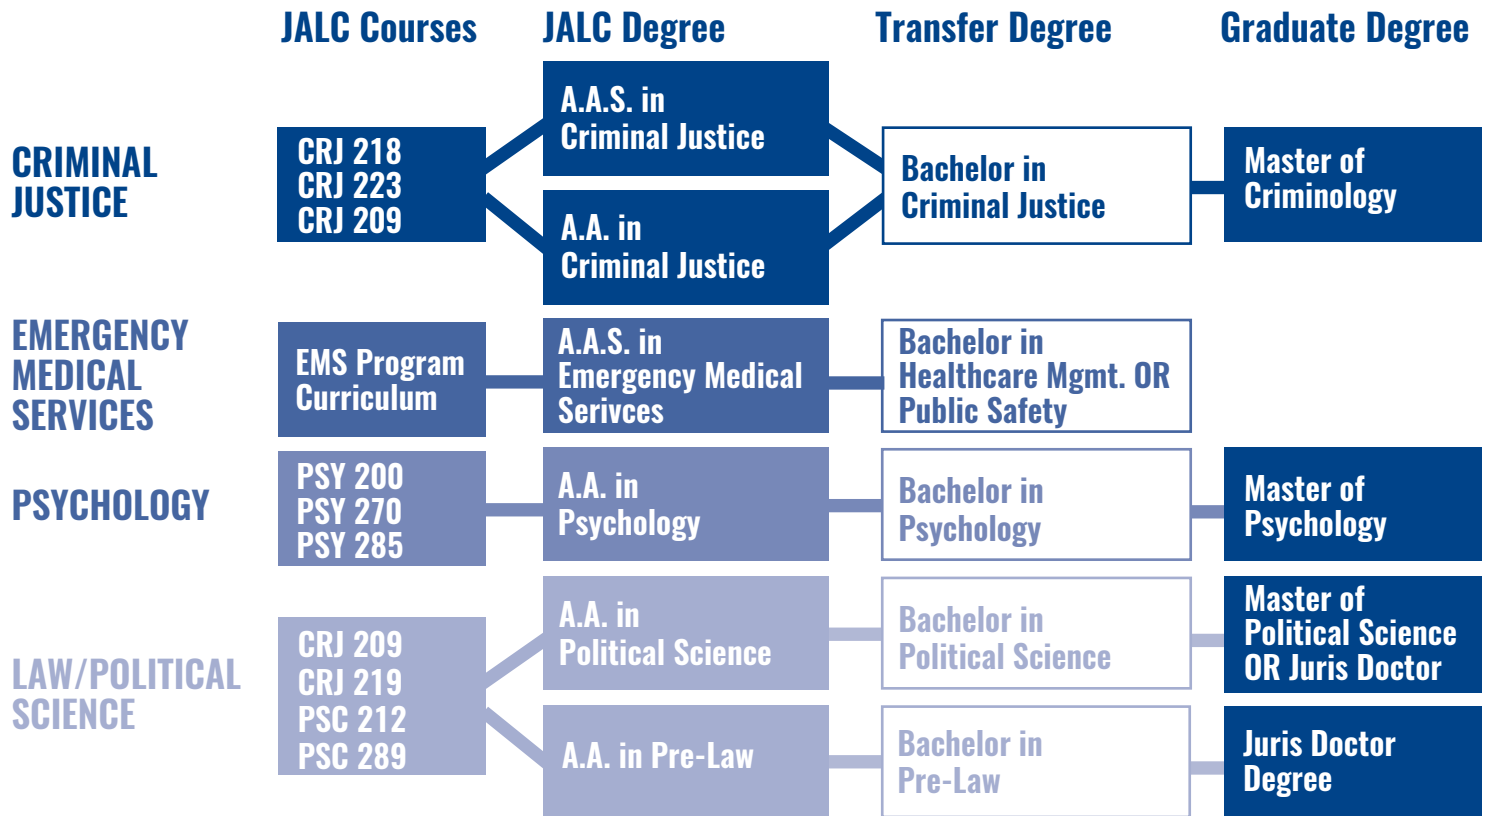 JALC Courses
JALC Degree
Transfer Degree
Graduate Degree
CRIMINAL
JUSTICE
CRJ 218
CRJ 223
CRJ 209
A.A.S. in
Criminal Justice
A.A. in
Criminal Justice
Bachelor in
Criminal Justice
Master of
Criminology
EMERGENCY
MEDICAL
SERVICES
EMS Program
Curriculum
A.A.S. in
Emergency Medical
Serivces
Bachelor in
Healthcare Mgmt. OR
Public Safety
PSYCHOLOGY
PSY 200
PSY 270
PSY 285
A.A. in
Psychology
Bachelor in
Psychology
Master of
Psychology
LAW/POLITICAL
SCIENCE
CRJ 209
CRJ 219
PSC 212
PSC 289
A.A. in
Political Science
Bachelor in
Political Science
Master of
Political Science
OR Juris Doctor
A.A. in Pre-Law
Bachelor in
Pre-Law
Juris Doctor
Degree